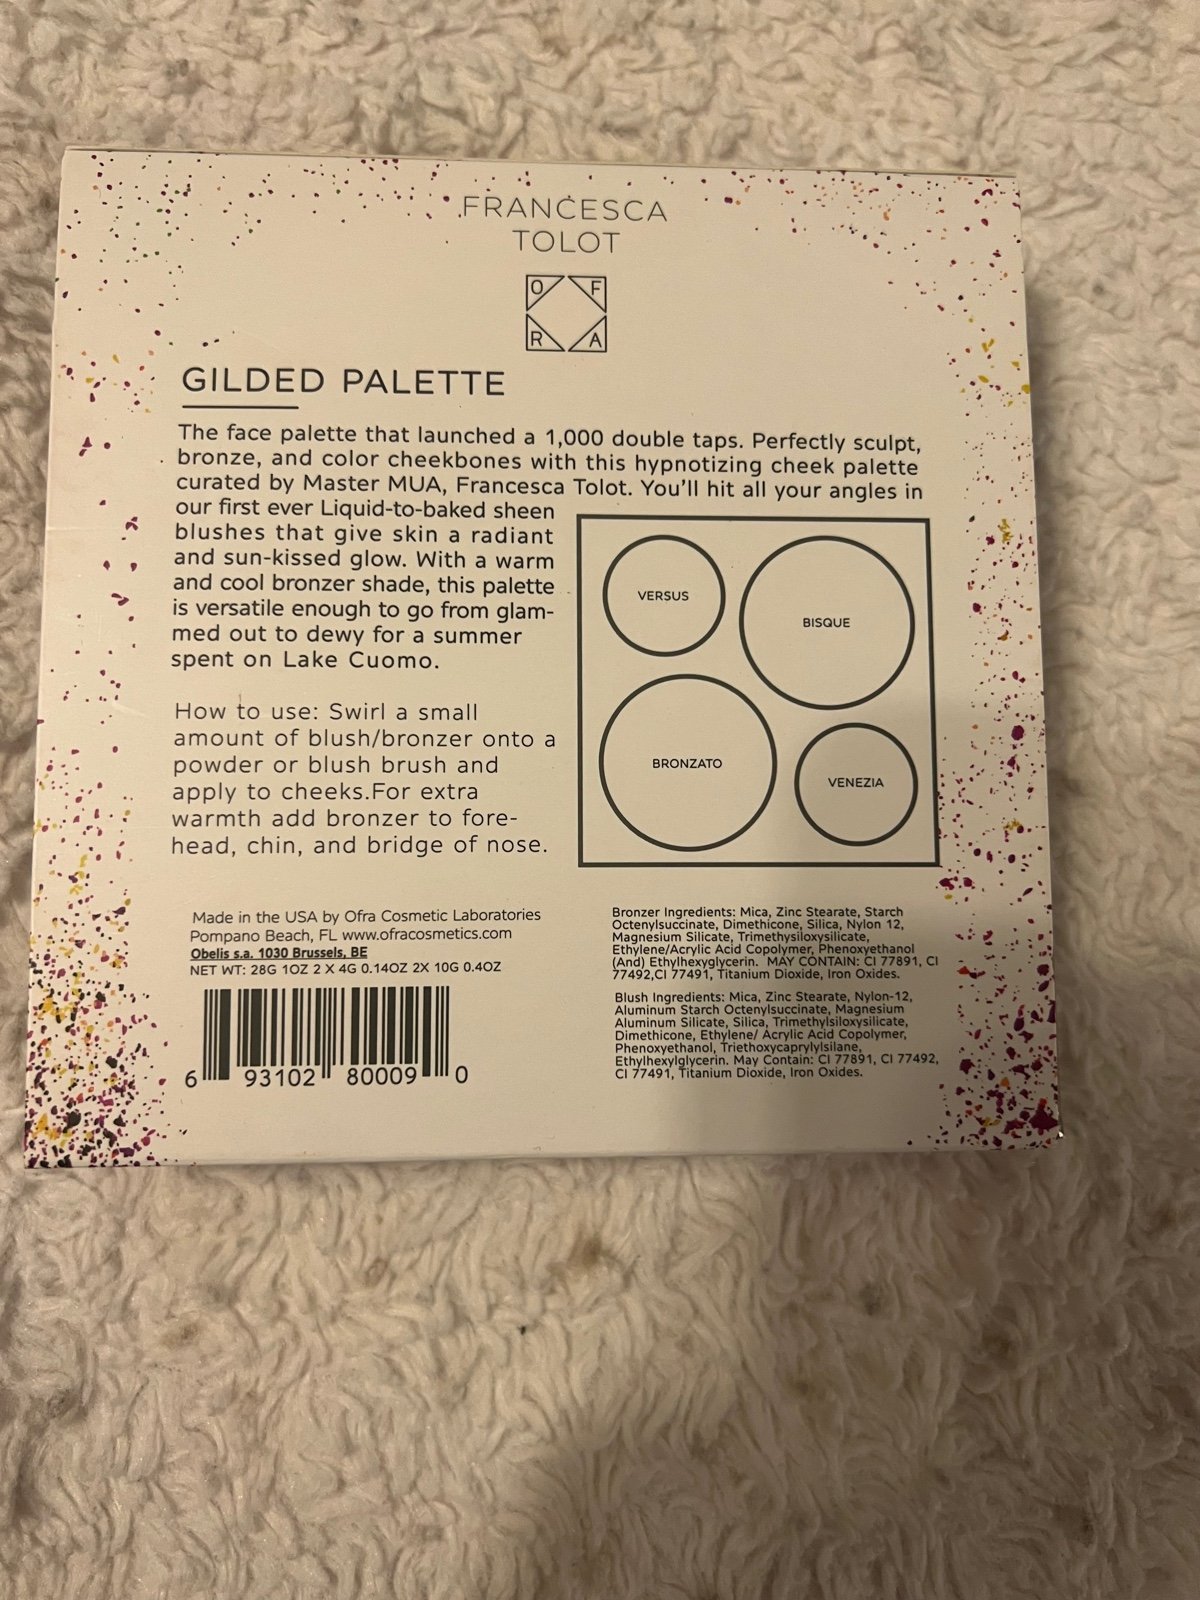 FRANCESCA
TOLOT
O F
R A
GILDED PALETTE
The face palette that launched a 1,000 double taps. Perfectly sculpt,
bronze, and color cheekbones with this hypnotizing cheek palette
curated by Master MUA, Francesca Tolot. You'll hit all your angles in
our first ever Liquid-to-baked sheen
blushes that give skin a radiant
and sun-kissed glow. With a warm
and cool bronzer shade, this palette
is versatile enough to go from glam-
med out to dewy for a summer
spent on Lake Cuomo.
How to use: Swirl a small
amount of blush/bronzer onto a
powder or blush brush and
apply to cheeks.For extra
warmth add bronzer to fore-
head, chin, and bridge of nose.
VERSUS
BISQUE
BRONZATO
VENEZIA
Made in the USA by Ofra Cosmetic Laboratories
Pompano Beach, FL www.ofracosmetics.com
Obelis s.a. 1030 Brussels, BE
NET WT: 28G 1OZ 2 X 4G 0.14OZ 2X 10G 0.4OZ
6 93102 80009 0
Bronzer Ingredients: Mica, Zinc Stearate, Starch
Octenylsuccinate, Dimethicone, Silica, Nylon 12,
Magnesium Silicate, Trimethysiloxysilicate,
Ethylene/Acrylic Acid Copolymer, Phenoxyethanol
(And) Ethylhexyglycerin. MAY CONTAIN: CI 77891, CI
77492,CI 77491, Titanium Dioxide, Iron Oxides.
Blush Ingredients: Mica, Zinc Stearate, Nylon-12,
Aluminum Starch Octenylsuccinate, Magnesium
Aluminum Silicate, Silica, Trimethylsiloxysilicate,
Dimethicone, Ethylene/ Acrylic Acid Copolymer,
Phenoxyethanol, Triethoxycaprylylsilane,
Ethylhexylglycerin. May Contain: CI 77891, CI 77492,
CI 77491, Titanium Dioxide, Iron Oxides.